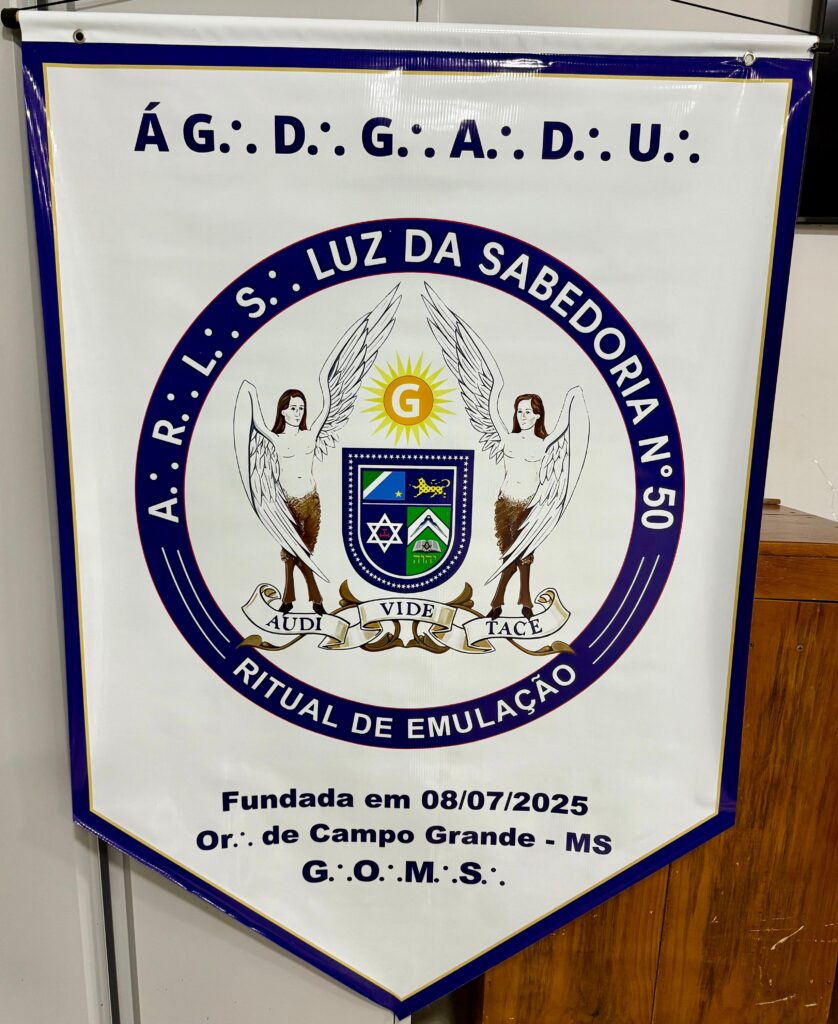 Á G.·. D.·. G.·. A.·. D.·. U.·.
A.·. R.·. L.·. S.·. LUZ DA SABEDORIA N° 50
G
יהוה
AUDI VIDE TACE
RITUAL DE EMULAÇÃO
Fundada em 08/07/2025
Or.·. de Campo Grande - MS
G.·.O.·.M.·.S.·.